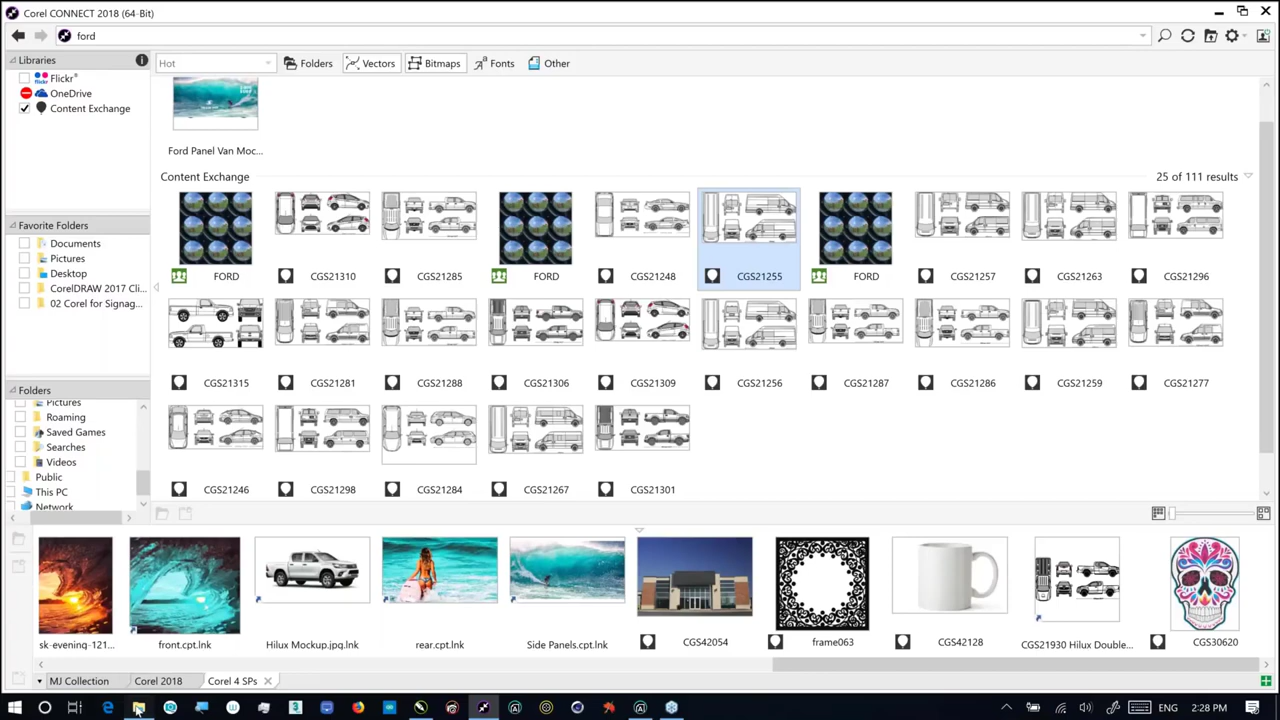 Corel CONNECT 2018 (64-Bit)
ford
Libraries
Flickr®
OneDrive
Content Exchange
Hot
Folders
Vectors
Bitmaps
Fonts
Other
Ford Panel Van Moc...
Content Exchange
25 of 111 results
FORD
CGS21310
CGS21285
FORD
CGS21248
CGS21255
FORD
CGS21257
CGS21263
CGS21296
CGS21315
CGS21281
CGS21288
CGS21306
CGS21309
CGS21256
CGS21287
CGS21286
CGS21259
CGS21277
CGS21246
CGS21298
CGS21284
CGS21267
CGS21301
Favorite Folders
Documents
Pictures
Desktop
CorelDRAW 2017 Cli...
02 Corel for Signag...
Folders
Pictures
Roaming
Saved Games
Searches
Videos
Public
This PC
Network
sk-evening-121...
front.cpt.lnk
Hilux Mockup.jpg.lnk
rear.cpt.lnk
Side Panels.cpt.lnk
CGS42054
frame063
CGS42128
CGS21930 Hilux Double...
CGS30620
MJ Collection
Corel 2018
Corel 4 SPs
ENG
2:28 PM